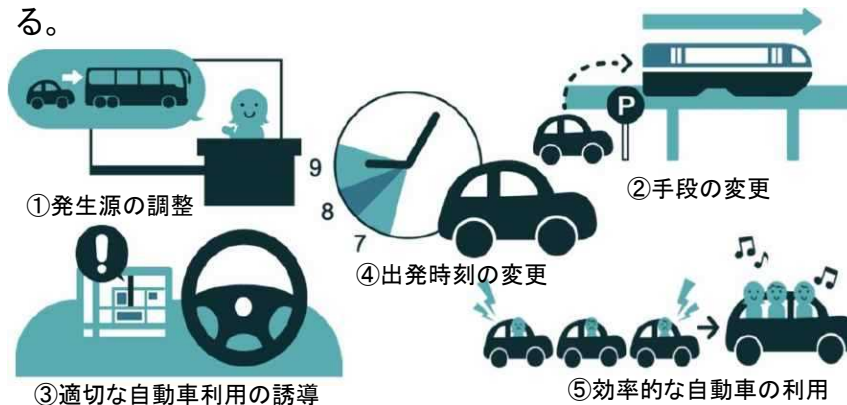 る。
①発生源の調整
②手段の変更
P
9
8
7
④出発時刻の変更
!
③適切な自動車利用の誘導
⑤効率的な自動車の利用